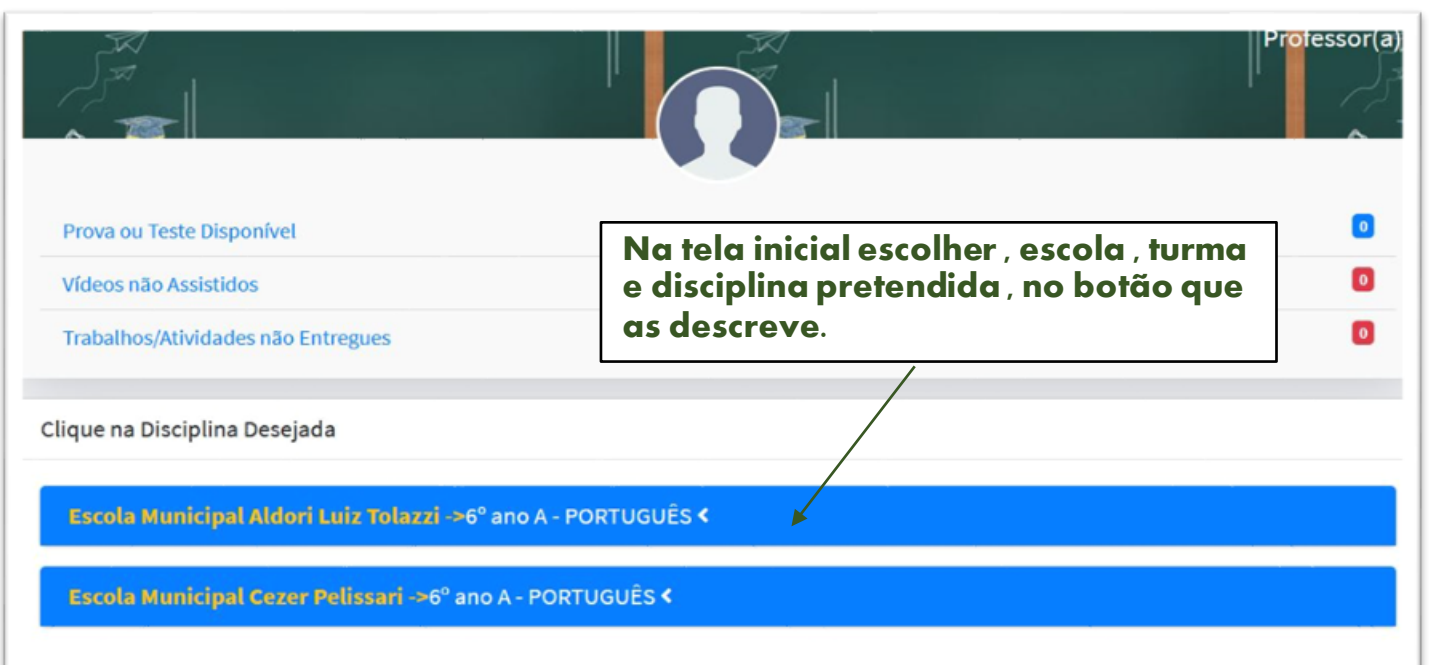 Professor(a)
Prova ou Teste Disponível
0
Vídeos não Assistidos
0
Trabalhos/Atividades não Entregues
0
Na tela inicial escolher , escola , turma
e disciplina pretendida , no botão que
as descreve.
Clique na Disciplina Desejada
Escola Municipal Aldori Luiz Tolazzi ->6º ano A - PORTUGUÊS
Escola Municipal Cezer Pelissari ->6º ano A - PORTUGUÊS